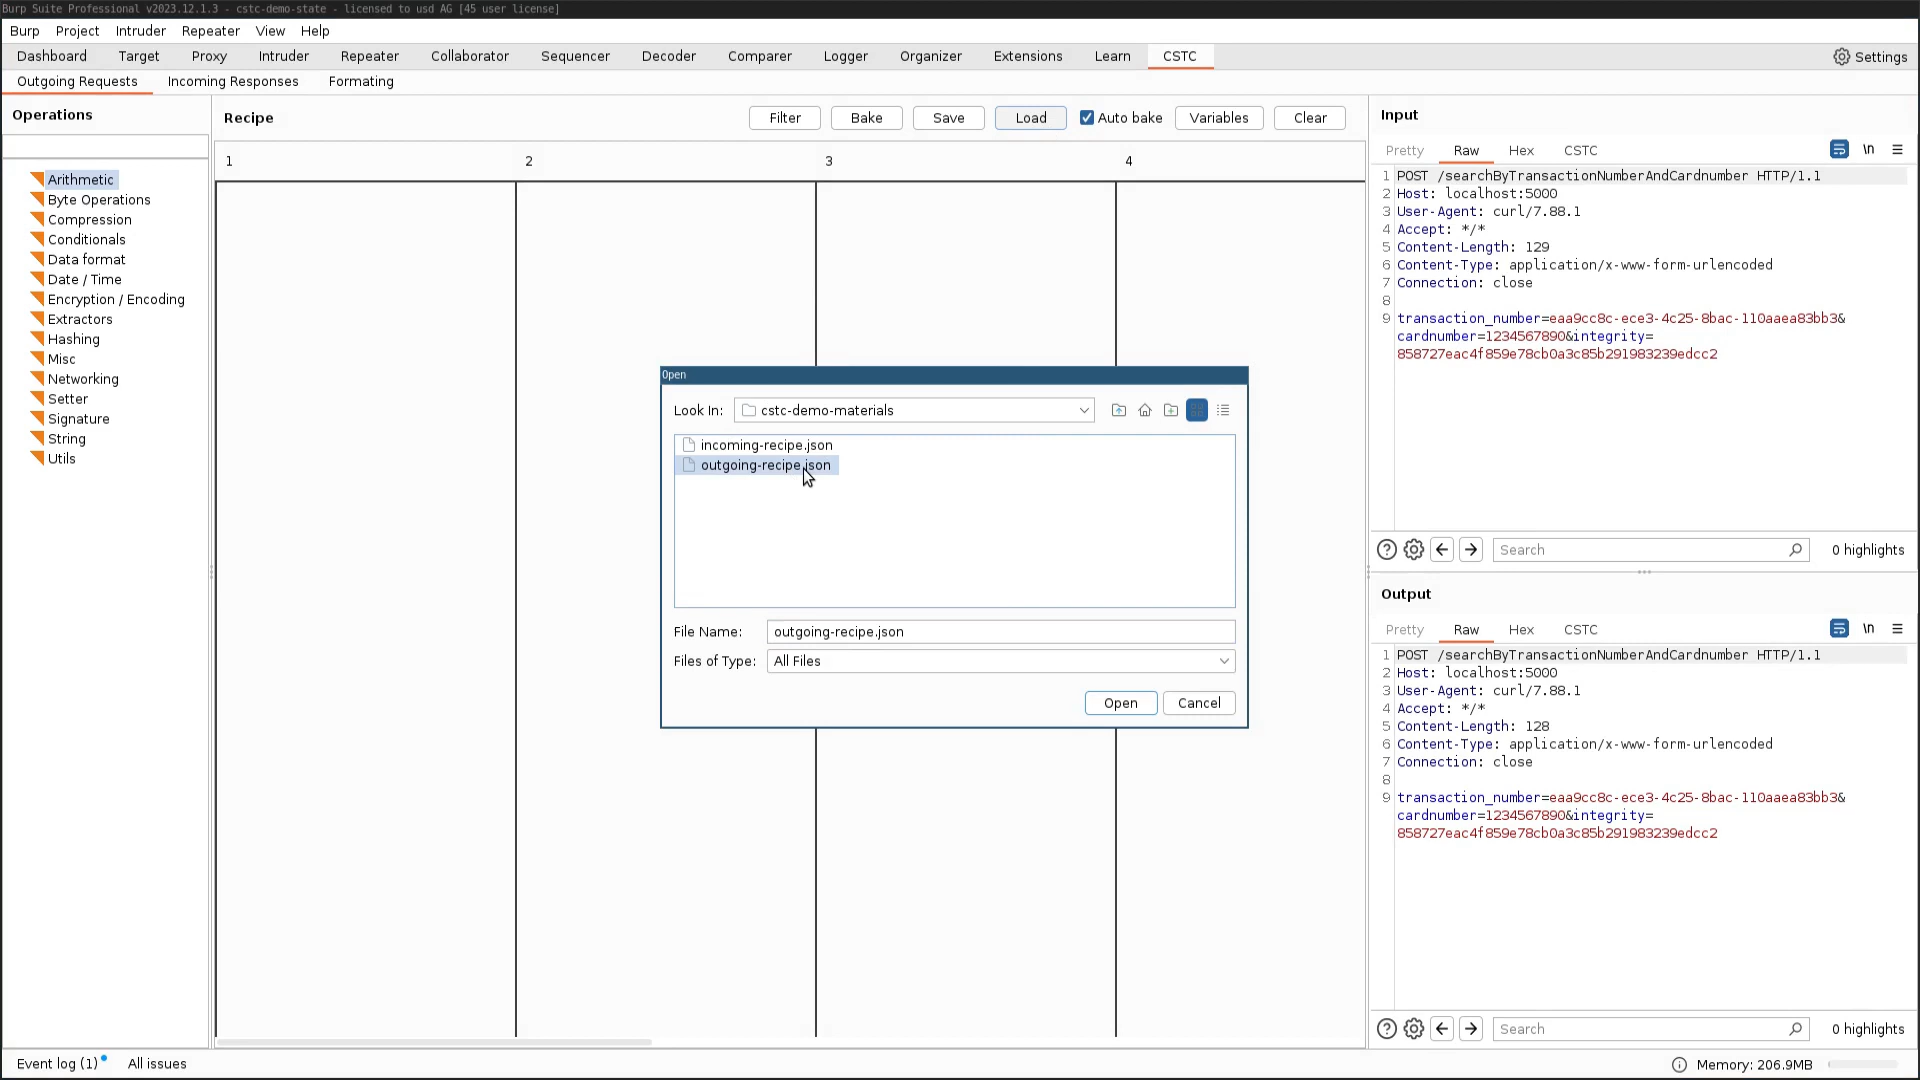 Burp Suite Professional v2023.12.1.3 - cstc-demo-state - licensed to usd AG [45 user license]
Burp Project Intruder Repeater View Help
Dashboard Target Proxy Intruder Repeater Collaborator Sequencer Decoder Comparer Logger Organizer Extensions Learn CSTC Settings
Outgoing Requests Incoming Responses Formating
Operations
Arithmetic
Byte Operations
Compression
Conditionals
Data format
Date / Time
Encryption / Encoding
Extractors
Hashing
Misc
Networking
Setter
Signature
String
Utils
Recipe Filter Bake Save Load Auto bake Variables Clear
1 2 3 4
Open
Look In: cstc-demo-materials
incoming-recipe.json
outgoing-recipe.json
File Name: outgoing-recipe.json
Files of Type: All Files
Open Cancel
Input
Pretty Raw Hex CSTC \n
1 POST /searchByTransactionNumberAndCardnumber HTTP/1.1
2 Host: localhost:5000
3 User-Agent: curl/7.88.1
4 Accept: */*
5 Content-Length: 129
6 Content-Type: application/x-www-form-urlencoded
7 Connection: close
8
9 transaction_number=eaa9cc8c-ece3-4c25-8bac-110aaea83bb3&
cardnumber=1234567890&integrity=
858727eac4f859e78cb0a3c85b291983239edcc2
Search 0 highlights
Output
Pretty Raw Hex CSTC \n
1 POST /searchByTransactionNumberAndCardnumber HTTP/1.1
2 Host: localhost:5000
3 User-Agent: curl/7.88.1
4 Accept: */*
5 Content-Length: 128
6 Content-Type: application/x-www-form-urlencoded
7 Connection: close
8
9 transaction_number=eaa9cc8c-ece3-4c25-8bac-110aaea83bb3&
cardnumber=1234567890&integrity=
858727eac4f859e78cb0a3c85b291983239edcc2
Search 0 highlights
Event log (1) All issues Memory: 206.9MB